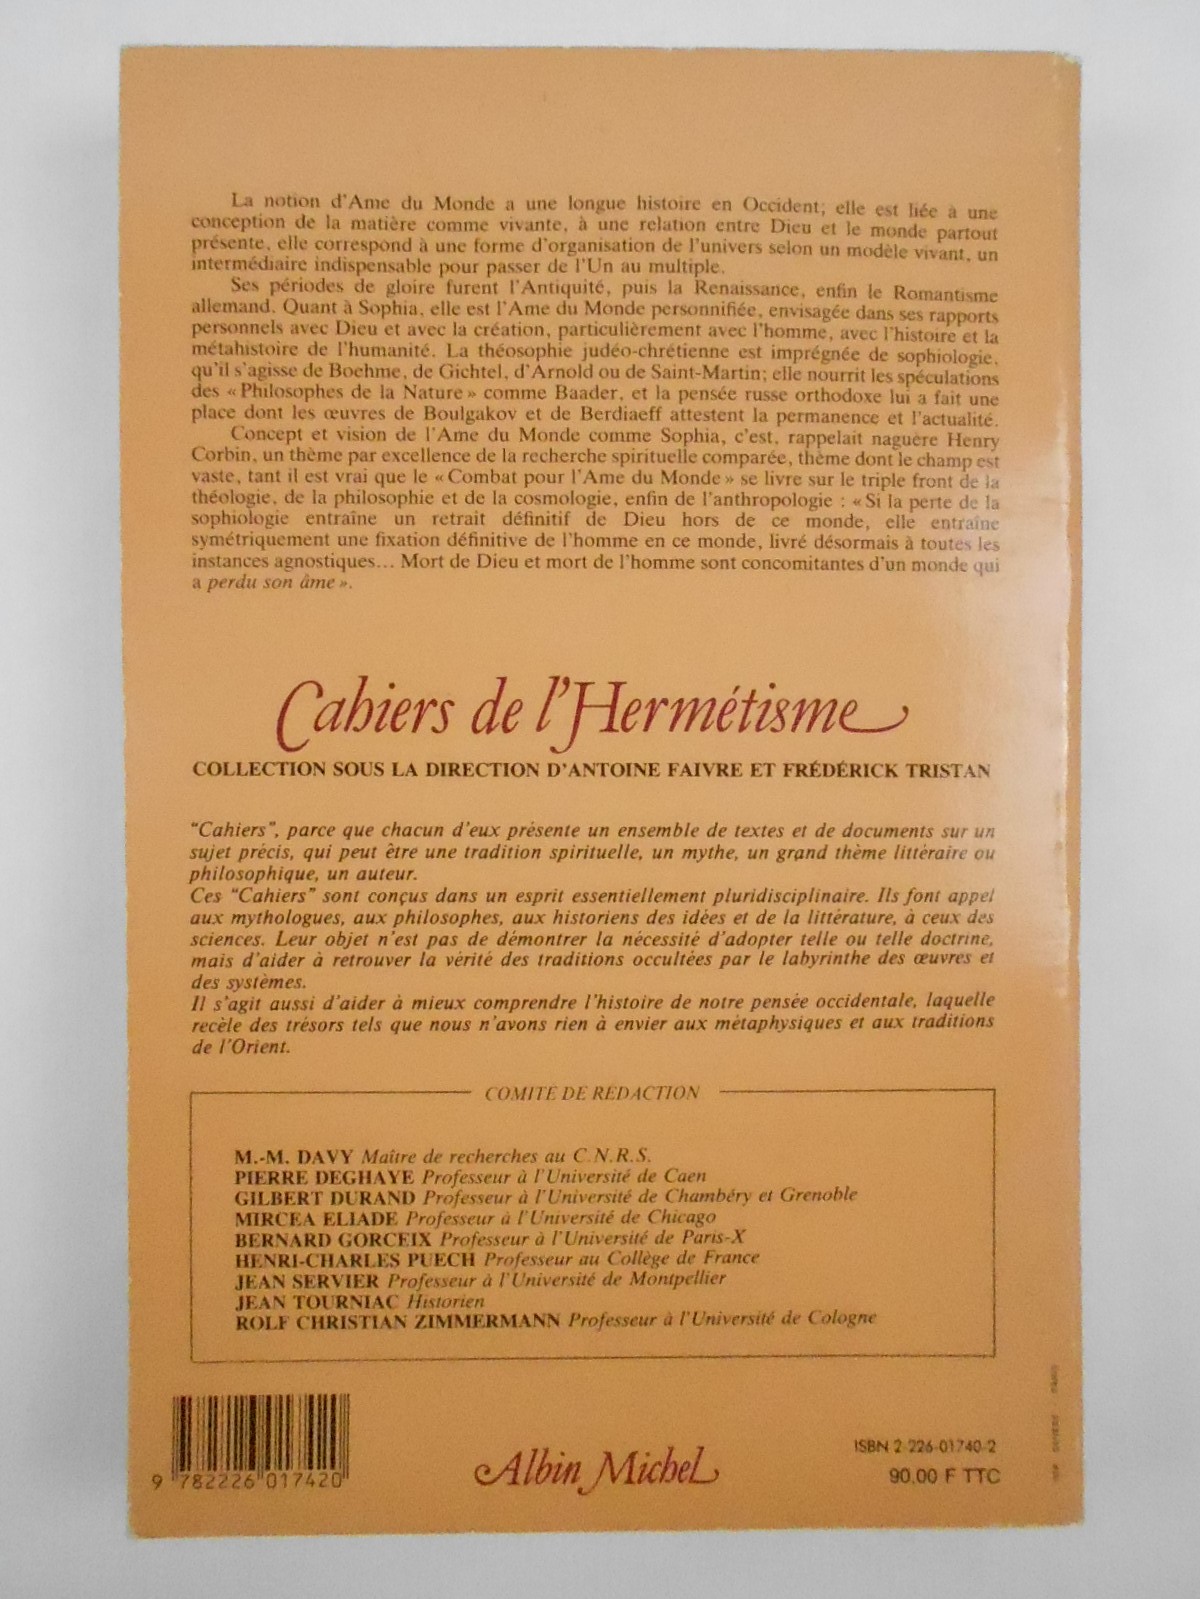 La notion d'Ame du Monde a une longue histoire en Occident; elle est liée à une
conception de la matière comme vivante, à une relation entre Dieu et le monde partout
présente, elle correspond à une forme d'organisation de l'univers selon un modèle vivant, un
intermédiaire indispensable pour passer de l'Un au multiple.
Ses périodes de gloire furent l'Antiquité, puis la Renaissance, enfin le Romantisme
allemand. Quant à Sophia, elle est l'Ame du Monde personnifiée, envisagée dans ses rapports
personnels avec Dieu et avec la création, particulièrement avec l'homme, avec l'histoire et la
métahistoire de l'humanité. La théosophie judéo-chrétienne est imprégnée de sophiologie,
qu'il s'agisse de Boehme, de Gichtel, d'Arnold ou de Saint-Martin; elle nourrit les spéculations
des « Philosophes de la Nature » comme Baader, et la pensée russe orthodoxe lui a fait une
place dont les œuvres de Boulgakov et de Berdiaeff attestent la permanence et l'actualité.
Concept et vision de l'Ame du Monde comme Sophia, c'est, rappelait naguère Henry
Corbin, un thème par excellence de la recherche spirituelle comparée, thème dont le champ est
vaste, tant il est vrai que le « Combat pour l'Ame du Monde » se livre sur le triple front de la
théologie, de la philosophie et de la cosmologie, enfin de l'anthropologie : « Si la perte de la
sophiologie entraîne un retrait définitif de Dieu hors de ce monde, elle entraîne
symétriquement une fixation définitive de l'homme en ce monde, livré désormais à toutes les
instances agnostiques... Mort de Dieu et mort de l'homme sont concomitantes d'un monde qui
a perdu son âme ».
Cahiers de l'Hermétisme
COLLECTION SOUS LA DIRECTION D'ANTOINE FAIVRE ET FRÉDÉRICK TRISTAN
"Cahiers", parce que chacun d'eux présente un ensemble de textes et de documents sur un
sujet précis, qui peut être une tradition spirituelle, un mythe, un grand thème littéraire ou
philosophique, un auteur.
Ces "Cahiers" sont conçus dans un esprit essentiellement pluridisciplinaire. Ils font appel
aux mythologues, aux philosophes, aux historiens des idées et de la littérature, à ceux des
sciences. Leur objet n'est pas de démontrer la nécessité d'adopter telle ou telle doctrine,
mais d'aider à retrouver la vérité des traditions occultées par le labyrinthe des œuvres et
des systèmes.
Il s'agit aussi d'aider à mieux comprendre l'histoire de notre pensée occidentale, laquelle
recèle des trésors tels que nous n'avons rien à envier aux métaphysiques et aux traditions
de l'Orient.
COMITE DE REDACTION
M.-M. DAVY Maître de recherches au C.N.R.S.
PIERRE DEGHAYE Professeur à l'Université de Caen
GILBERT DURAND Professeur à l'Université de Chambéry et Grenoble
MIRCEA ELIADE Professeur à l'Université de Chicago
BERNARD GORCEIX Professeur à l'Université de Paris-X
HENRI-CHARLES PUECH Professeur au Collège de France
JEAN SERVIER Professeur à l'Université de Montpellier
JEAN TOURNIAC Historien
ROLF CHRISTIAN ZIMMERMANN Professeur à l'Université de Cologne
9 782226 017420
Albin Michel
ISBN 2-226-01740-2
90,00 F TTC